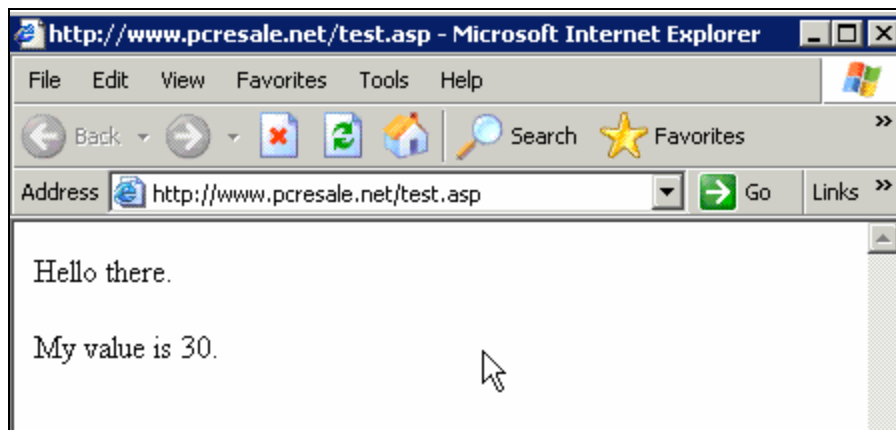 http://www.pcresale.net/test.asp - Microsoft Internet Explorer
File Edit View Favorites Tools Help
Back Search Favorites »
Address http://www.pcresale.net/test.asp Go Links »
Hello there.
My value is 30.